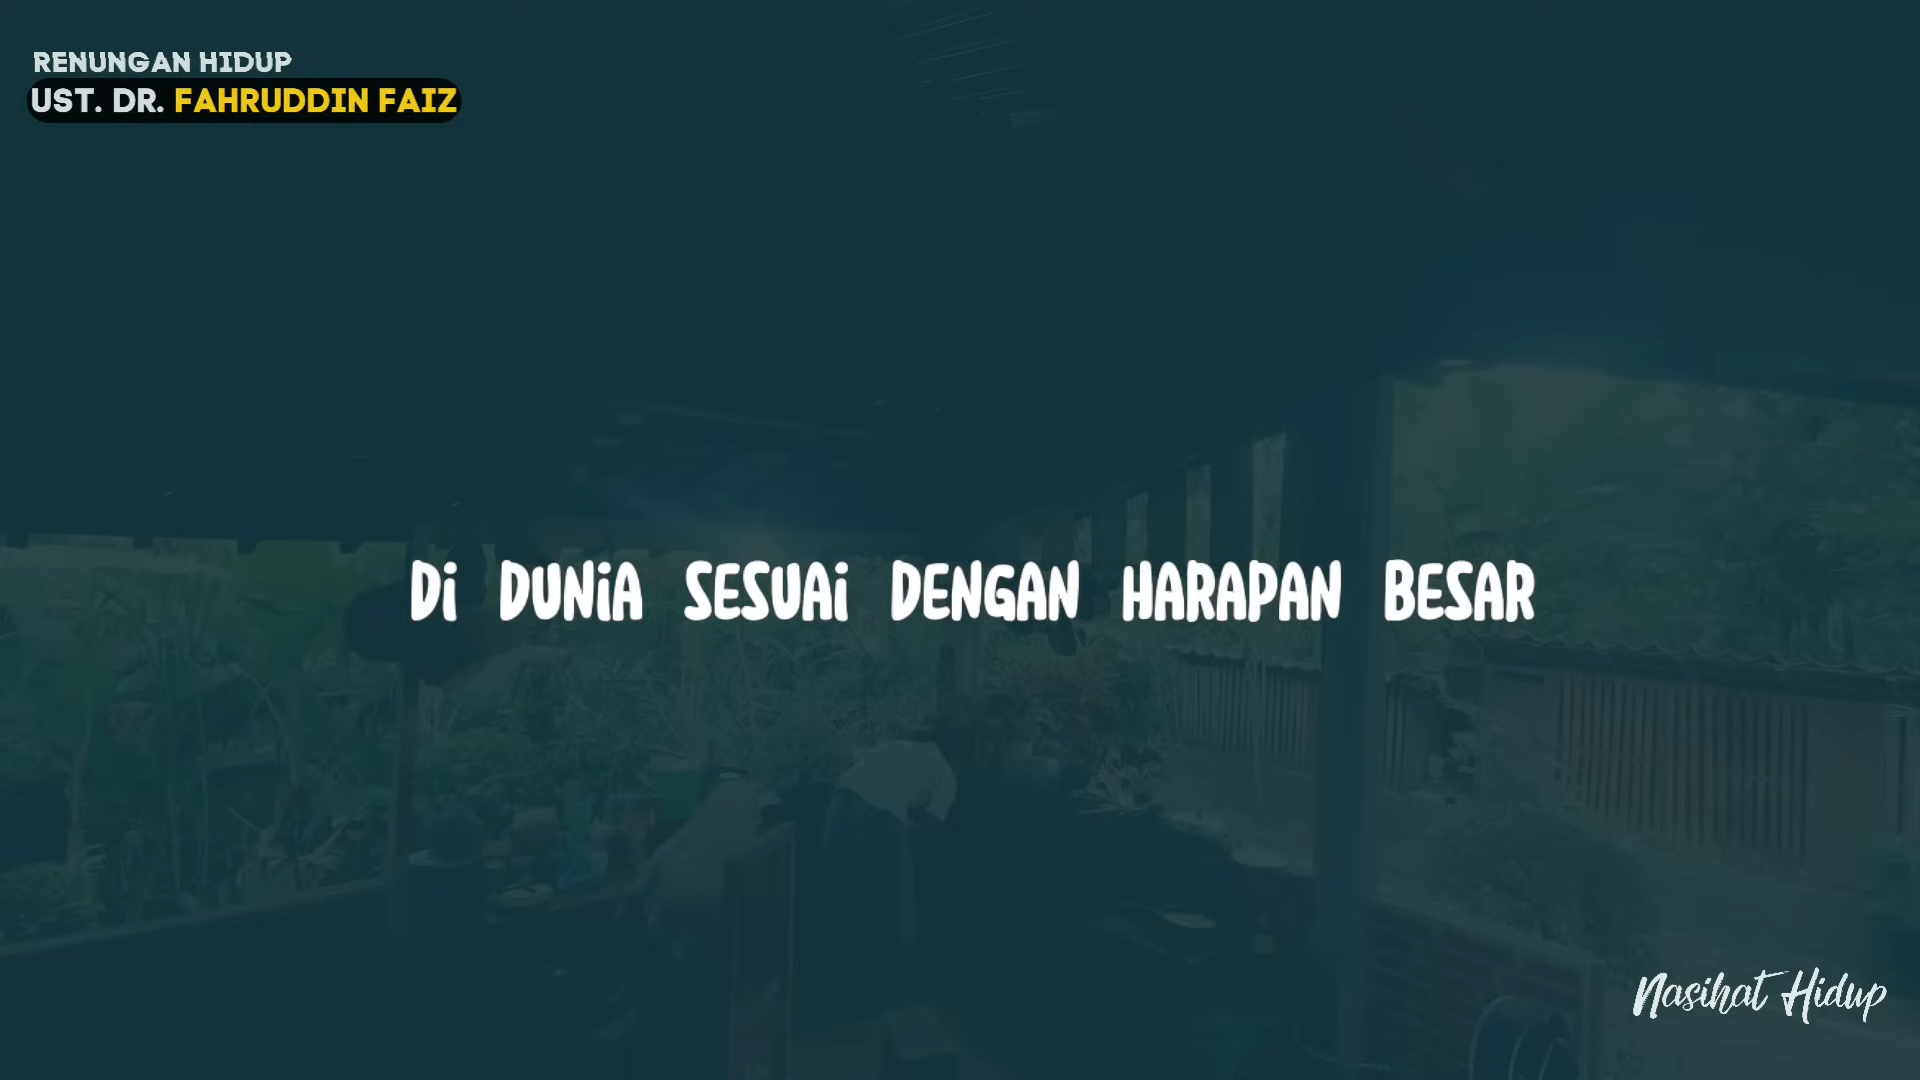 RENUNGAN HIDUP
UST. DR. FAHRUDDIN FAIZ
Di DUNiA SESUAi DENGAN HARAPAN BESAR
Nasihat Hidup